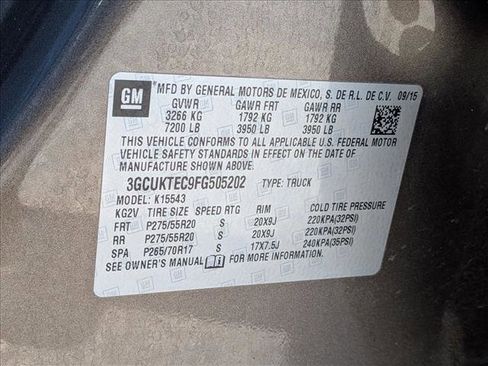 GM
MFD BY GENERAL MOTORS DE MEXICO, S. DE R.L. DE C.V. 09/15
GVWR GAWR FRT GAWR RR
3266 KG 1792 KG 1792 KG
7200 LB 3950 LB 3950 LB
THIS VEHICLE CONFORMS TO ALL APPLICABLE U.S. FEDERAL MOTOR
VEHICLE SAFETY STANDARDS IN EFFECT ON THE DATE OF
MANUFACTURE SHOWN ABOVE.
3GCUKTEC9FG505202 TYPE: TRUCK
MODEL: K15543
KG2V TIRE SIZE SPEED RTG RIM COLD TIRE PRESSURE
FRT P275/55R20 S 20X9J 220KPA(32PSI)
RR P275/55R20 S 20X9J 220KPA(32PSI)
SPA P265/70R17 S 17X7.5J 240KPA(35PSI)
SEE OWNER'S MANUAL FOR MORE INFORMATION